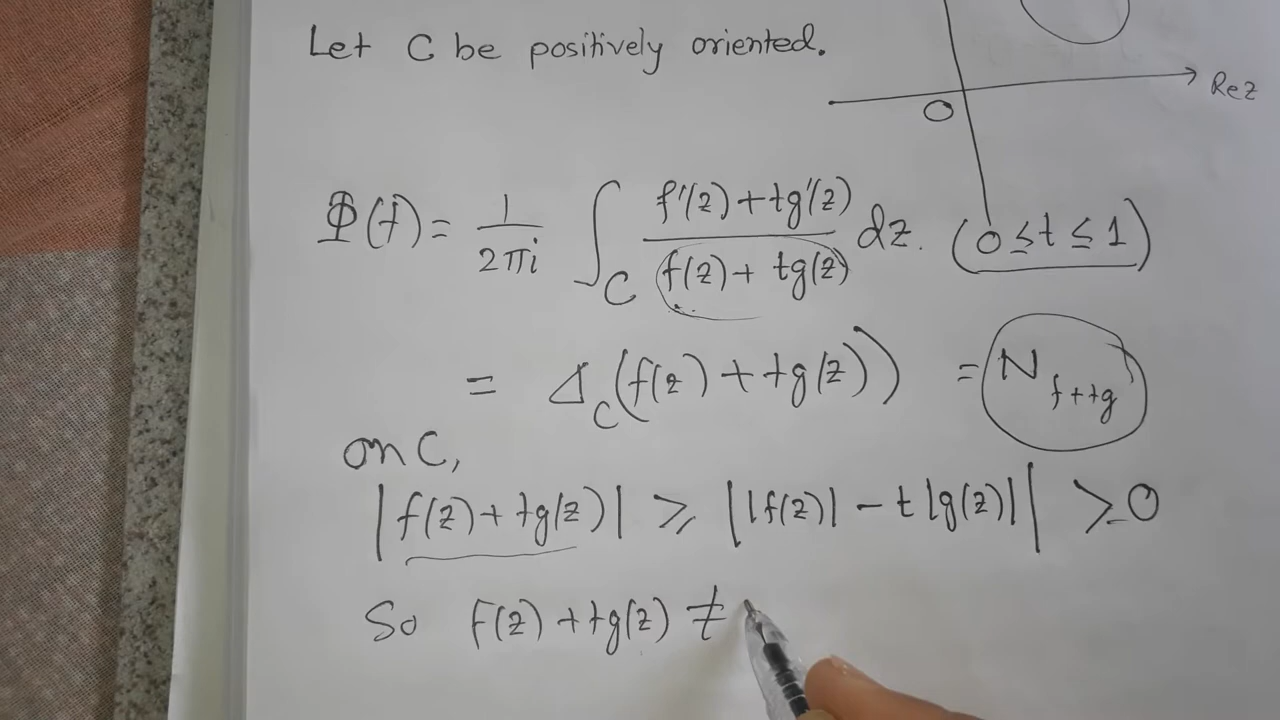 Let C be positively oriented.
Re z
O
Φ(t) = 1/2πi ∫_C f'(z)+tg'(z) / f(z)+tg(z) dz. (0≤t≤1)
= Δ_C(f(z)+tg(z)) = N_{f+tg}
on C,
|f(z)+tg(z)| ≥ ||f(z)|-t|g(z)|| ≥ 0
So f(z)+tg(z) ≠